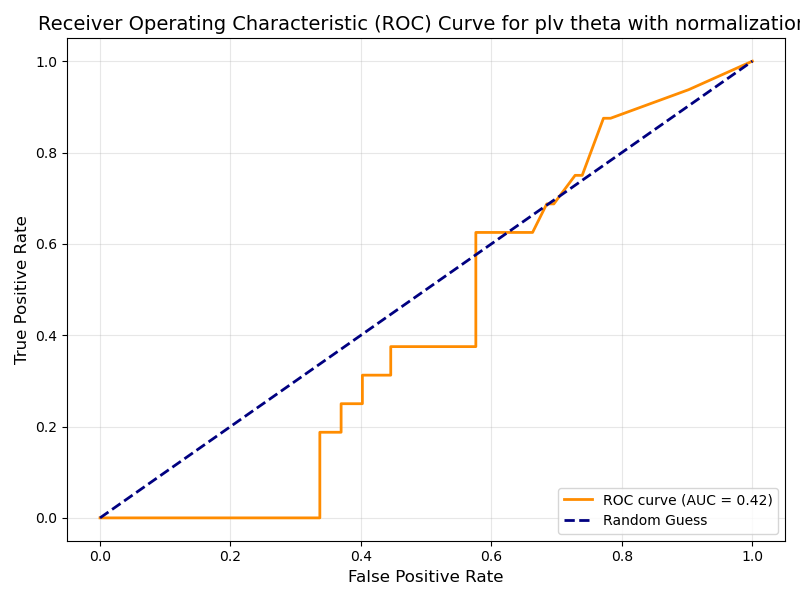 Receiver Operating Characteristic (ROC) Curve for plv theta with normalization
1.0
0.8
0.6
0.4
0.2
0.0
True Positive Rate
0.0 0.2 0.4 0.6 0.8 1.0
False Positive Rate
ROC curve (AUC = 0.42)
Random Guess